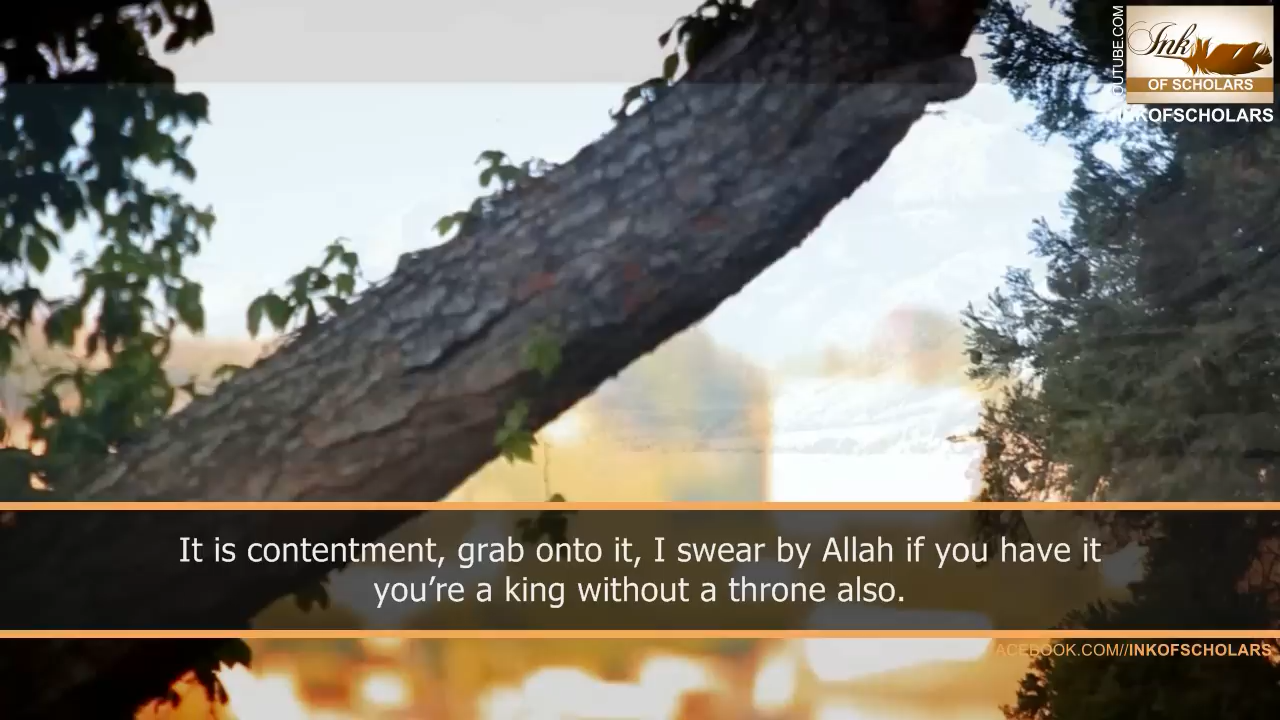 Ink
OF SCHOLARS
OUTUBE.COM
INKOFSCHOLARS
It is contentment, grab onto it, I swear by Allah if you have it
you’re a king without a throne also.
ACEBOOK.COM//INKOFSCHOLARS